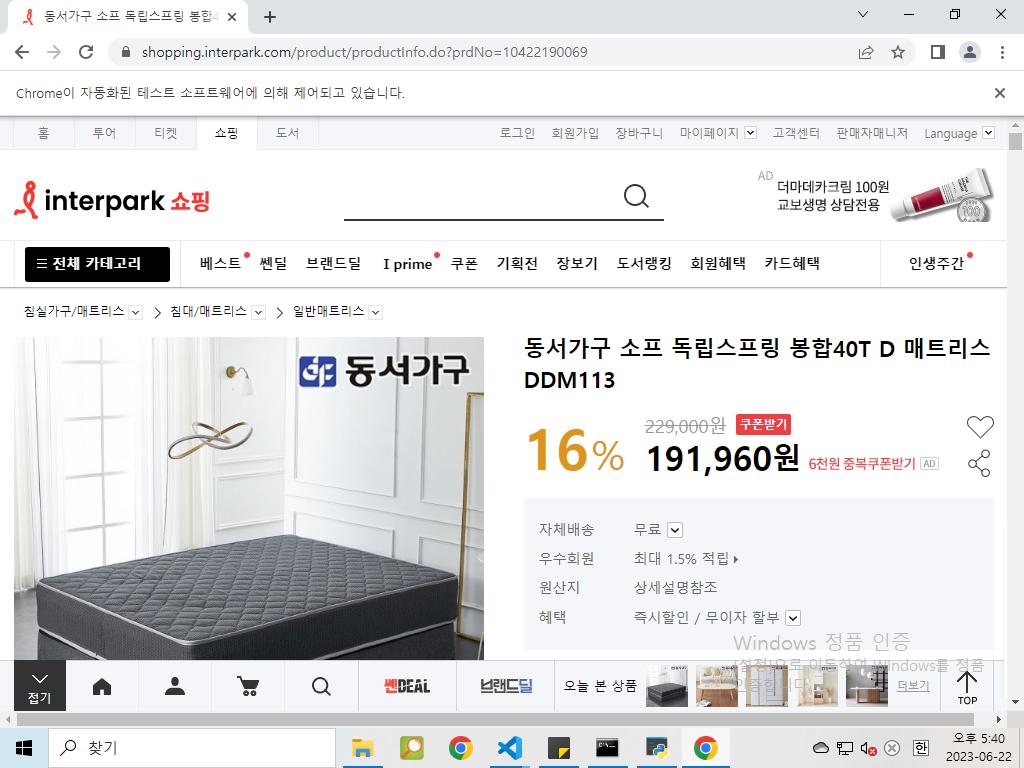 동서가구 소프 독립스프링 봉합4
shopping.interpark.com/product/productInfo.do?prdNo=10422190069
Chrome이 자동화된 테스트 소프트웨어에 의해 제어되고 있습니다.
홈 투어 티켓 쇼핑 도서 로그인 회원가입 장바구니 마이페이지 고객센터 판매자매니저 Language
interpark 쇼핑
AD
더마데카크림 100원
교보생명 상담전용
100
전체 카테고리 베스트 쎈딜 브랜드딜 I prime 쿠폰 기획전 장보기 도서랭킹 회원혜택 카드혜택 인생주간
침실가구/매트리스 침대/매트리스 일반매트리스
동서가구
동서가구 소프 독립스프링 봉합40T D 매트리스
DDM113
229,000원 쿠폰받기
16% 191,960원 6천원 중복쿠폰받기 AD
자체배송 무료
우수회원 최대 1.5% 적립
원산지 상세설명참조
혜택 즉시할인 / 무이자 할부
Windows 정품 인증
[설정]으로 이동하여 Windows를 정품
인증합니다.
접기 쎈DEAL 브랜드딜 오늘 본 상품 더보기 TOP
찾기
한
오후 5:40
2023-06-22